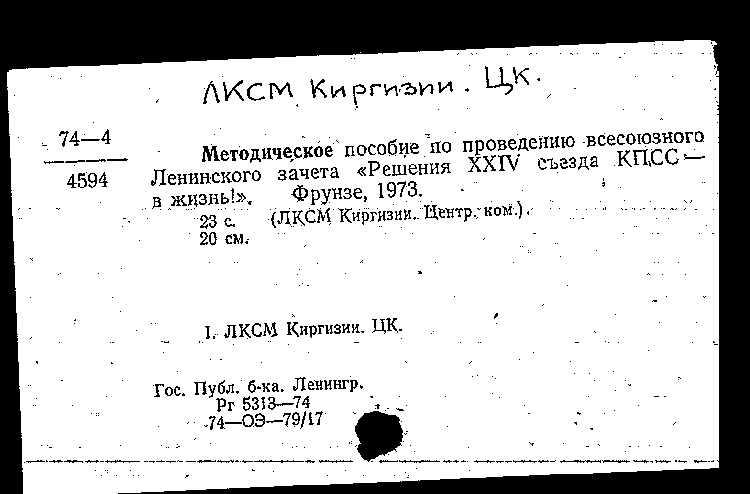 ЛКСМ Киргизии. ЦК.
74—4
4594
Методическое пособие по проведению всесоюзного
Ленинского зачета «Решения XXIV съезда КПСС —
в жизнь!». Фрунзе, 1973.
23 с. (ЛКСМ Киргизии. Центр. ком.).
20 см.
I. ЛКСМ Киргизии. ЦК.
Гос. Публ. б-ка. Ленингр.
Рг 5313—74
74—ОЭ—79/17